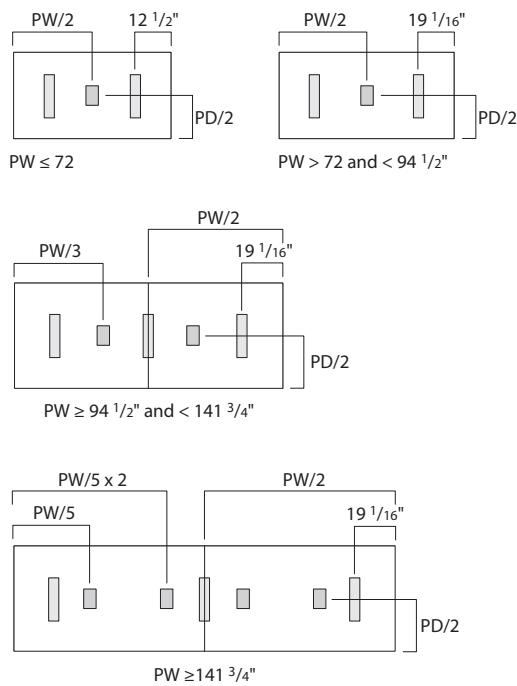 PW/2 12 1/2"
PD/2
PW ≤ 72
PW/2 19 1/16"
PD/2
PW > 72 and < 94 1/2"
PW/2
PW/3 19 1/16"
PD/2
PW ≥ 94 1/2" and < 141 3/4"
PW/5 x 2 PW/2
PW/5 19 1/16"
PD/2
PW ≥141 3/4"